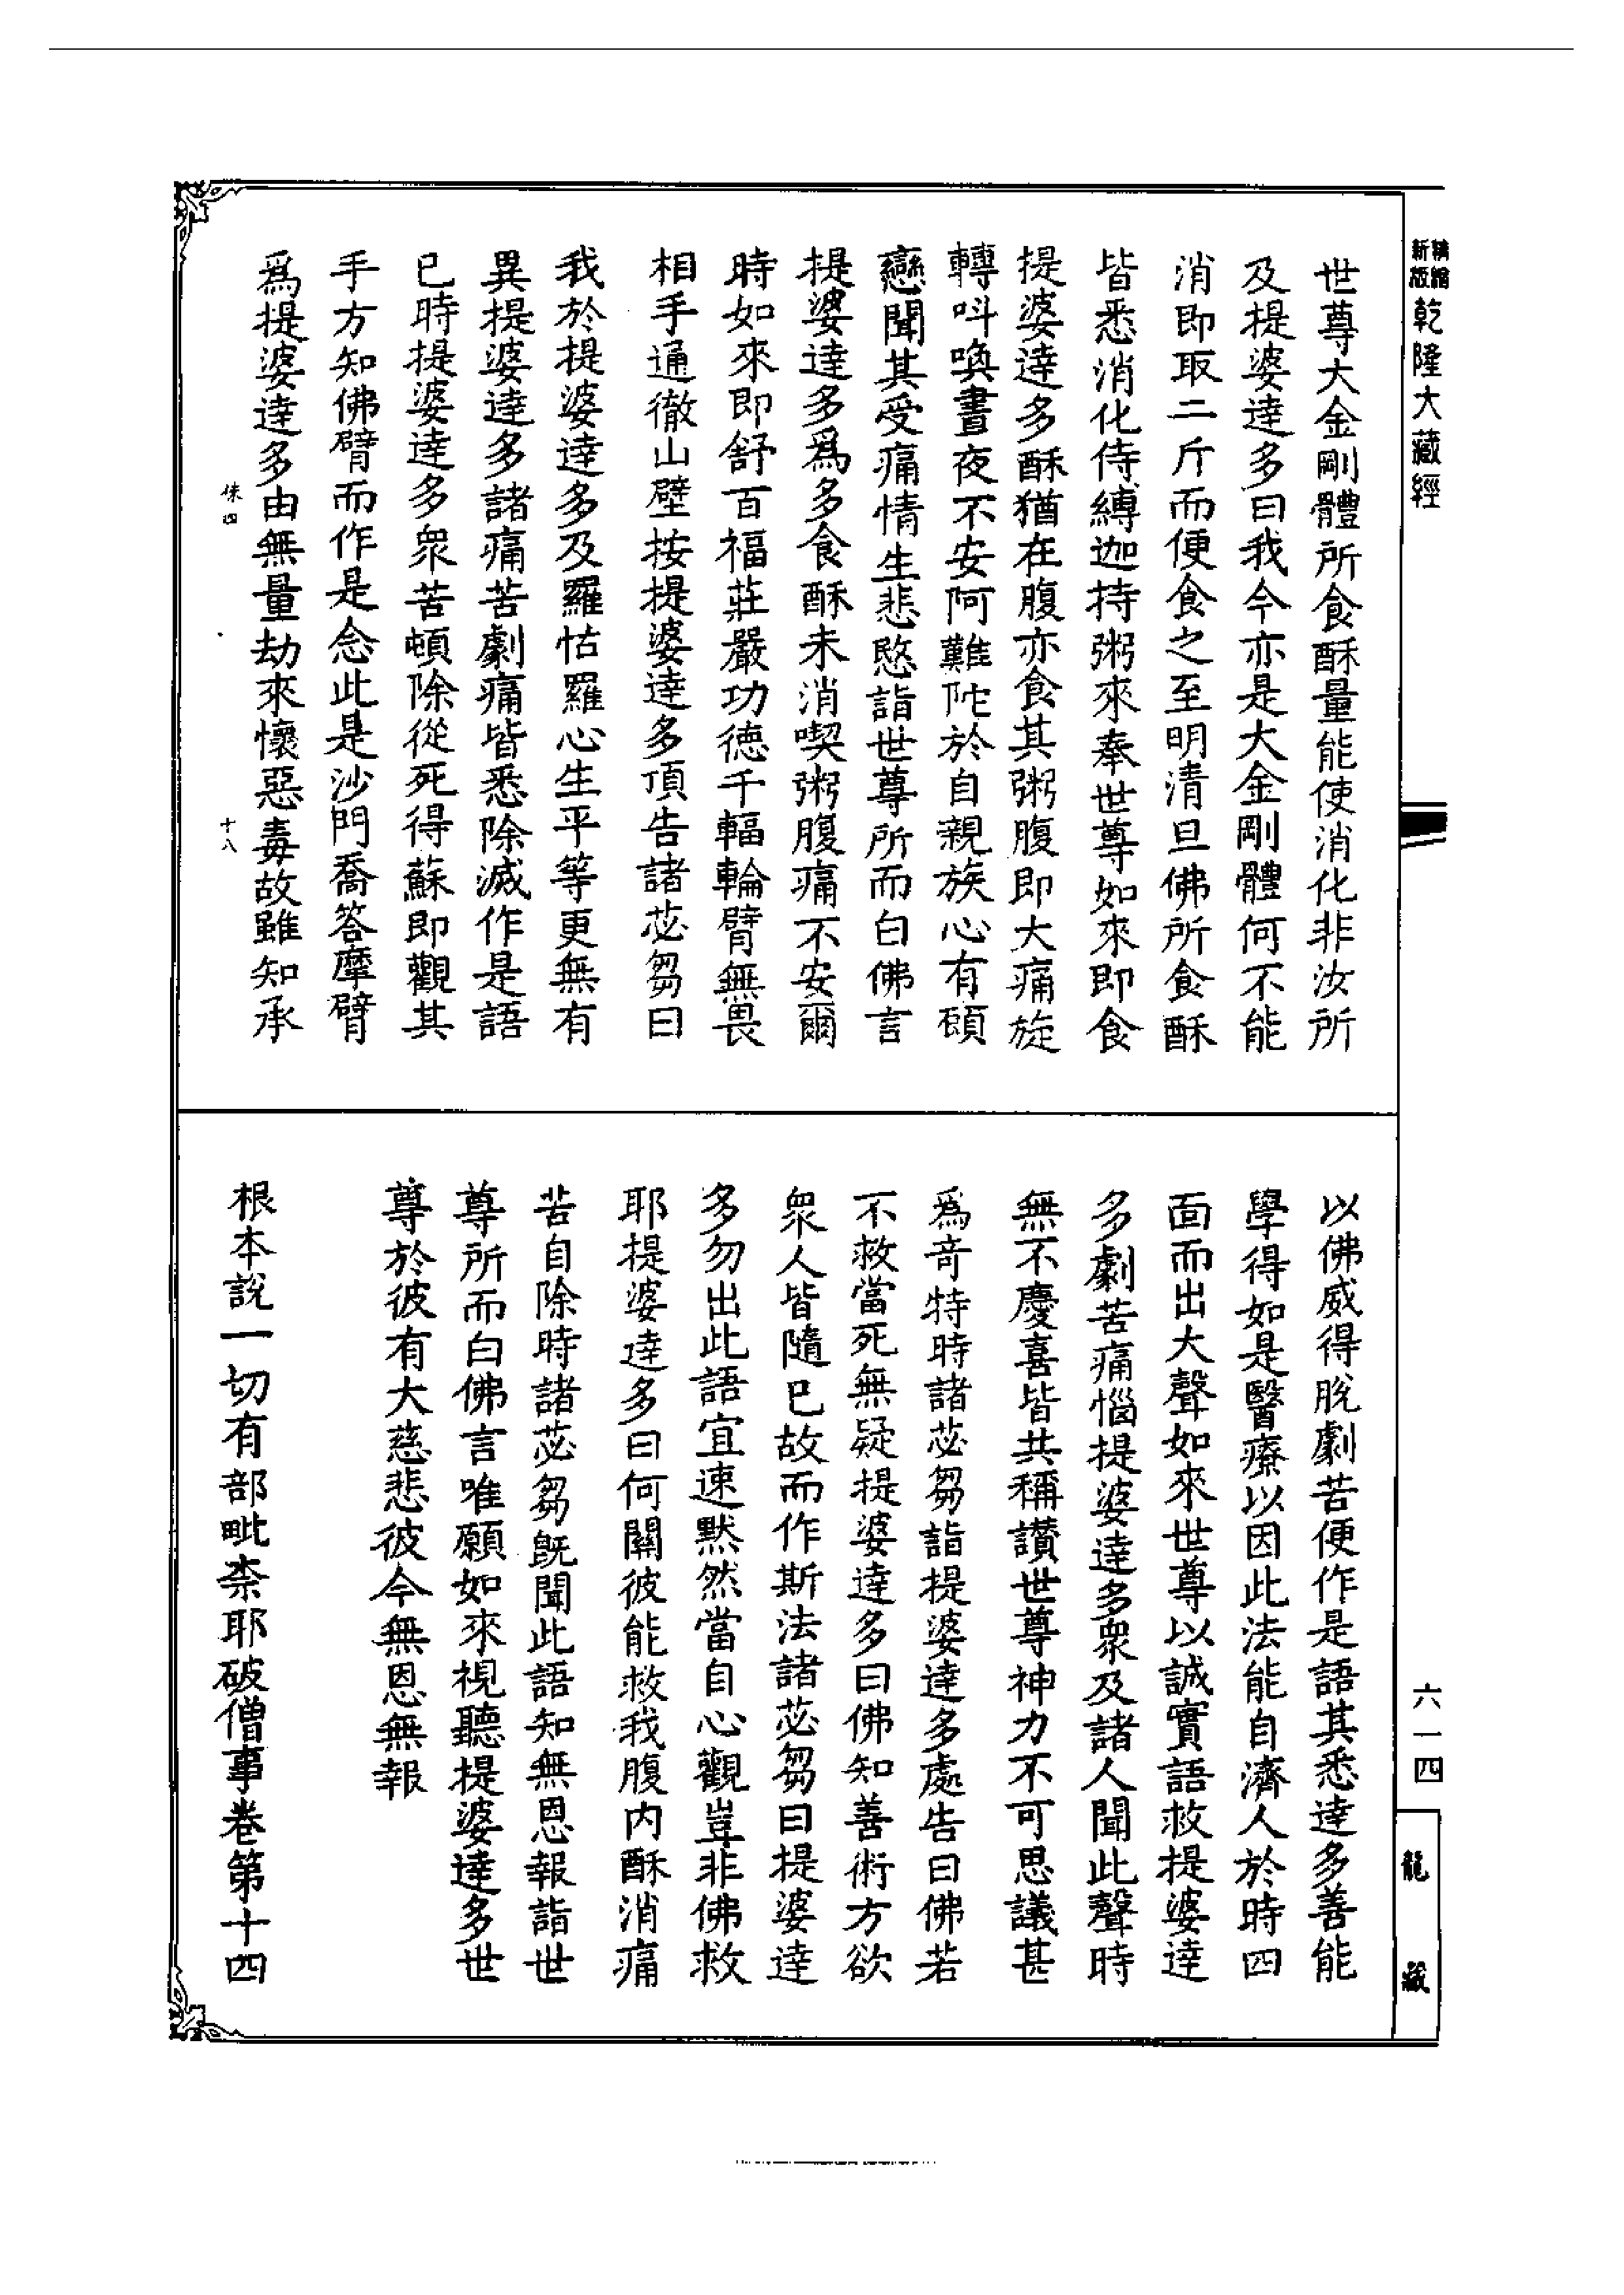 精縮新版乾隆大藏經
世尊大金剛體所食酥量能使消化非汝所
及提婆達多曰我今亦是大金剛體何不能
消即取二斤而便食之至明清旦佛所食酥
皆悉消化侍縛迦持粥來奉世尊如來即食
提婆達多酥猶在腹亦食其粥腹即大痛旋
轉呌喚晝夜不安阿難陀於自親族心有顧
戀聞其受痛情生悲愍詣世尊所而白佛言
提婆達多爲多食酥未消喫粥腹痛不安爾
時如來即舒百福莊嚴功德千輻輪臂無畏
相手通徹山壁按提婆達多頂告諸苾芻曰
我於提婆達多及羅怙羅心生平等更無有
異提婆達多諸痛苦劇痛皆悉除滅作是語
已時提婆達多眾苦頓除從死得蘇即觀其
手方知佛臂而作是念此是沙門喬答摩臂
爲提婆達多由無量劫來懷惡毒故雖知承
十八
以佛威得脫劇苦便作是語其悉達多善能
學得如是醫療以因此法能自濟人於時四
面而出大聲如來世尊以誠實語救提婆達
多劇苦痛惱提婆達多眾及諸人聞此聲時
無不慶喜皆共稱讚世尊神力不可思議甚
爲奇特時諸苾芻詣提婆達多處告曰佛若
不救當死無疑提婆達多曰佛知善術方欲
眾人皆隨已故而作斯法諸苾芻曰提婆達
多勿出此語宜速默然當自心觀豈非佛救
耶提婆達多曰何關彼能救我腹内酥消痛
苦自除時諸苾芻既聞此語知無恩報詣世
尊所而白佛言唯願如來視聽提婆達多世
尊於彼有大慈悲彼今無恩無報
根本說一切有部毗柰耶破僧事卷第十四
六一四
龍藏